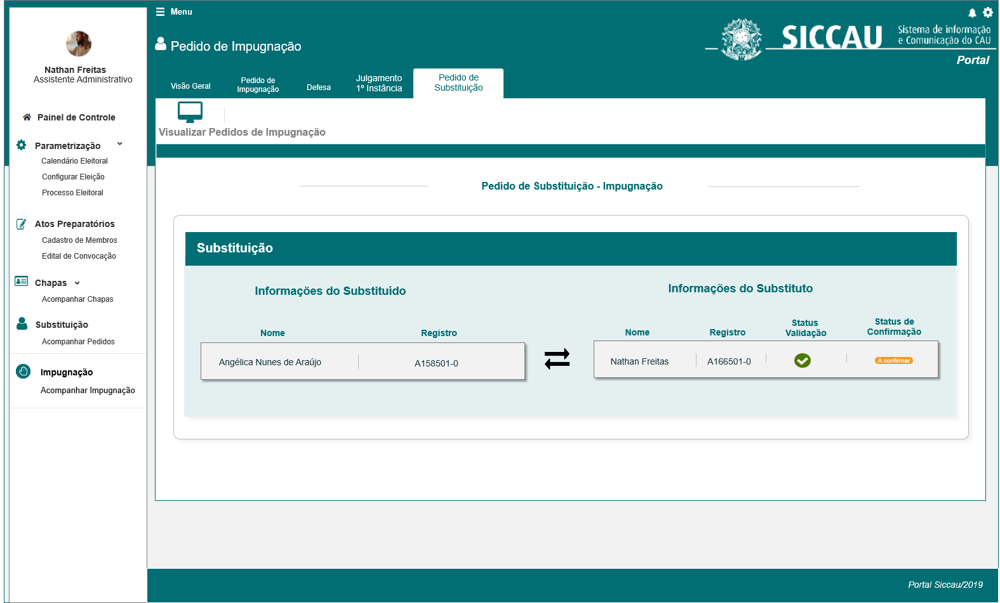 Menu
Pedido de Impugnação
SICCAU
Sistema de informação
e Comunicação do CAU
Portal
Nathan Freitas
Assistente Administrativo
Painel de Controle
Parametrização
Calendário Eleitoral
Configurar Eleição
Processo Eleitoral
Atos Preparatórios
Cadastro de Membros
Edital de Convocação
Chapas
Acompanhar Chapas
Substituição
Acompanhar Pedidos
Impugnação
Acompanhar Impugnação
Visão Geral
Pedido de
Impugnação
Defesa
Julgamento
1º Instância
Pedido de
Substituição
Visualizar Pedidos de Impugnação
Pedido de Substituição - Impugnação
Substituição
Informações do Substituído
Nome
Registro
Angélica Nunes de Araújo
A158501-0
Informações do Substituto
Nome
Registro
Status
Validação
Status de
Confirmação
Nathan Freitas
A166501-0
A confirmar
Portal Siccau/2019